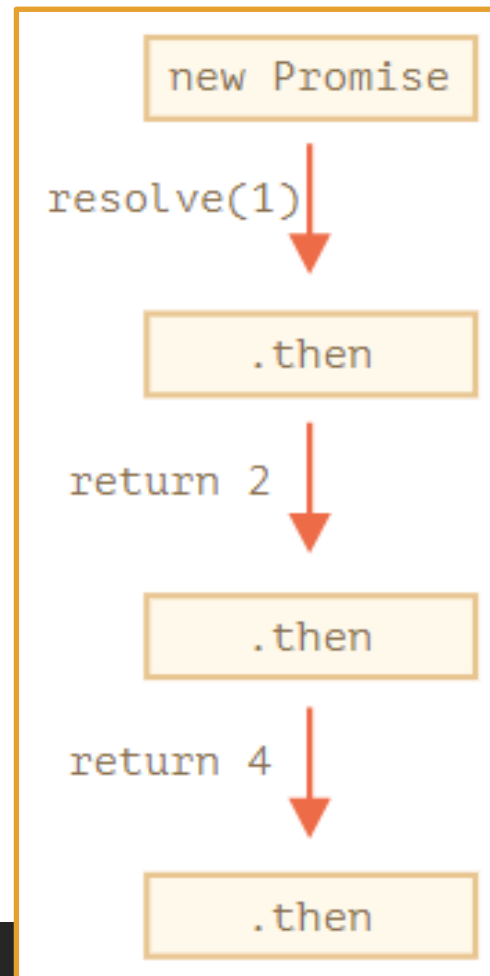 new Promise
resolve(1)
.then
return 2
.then
return 4
.then